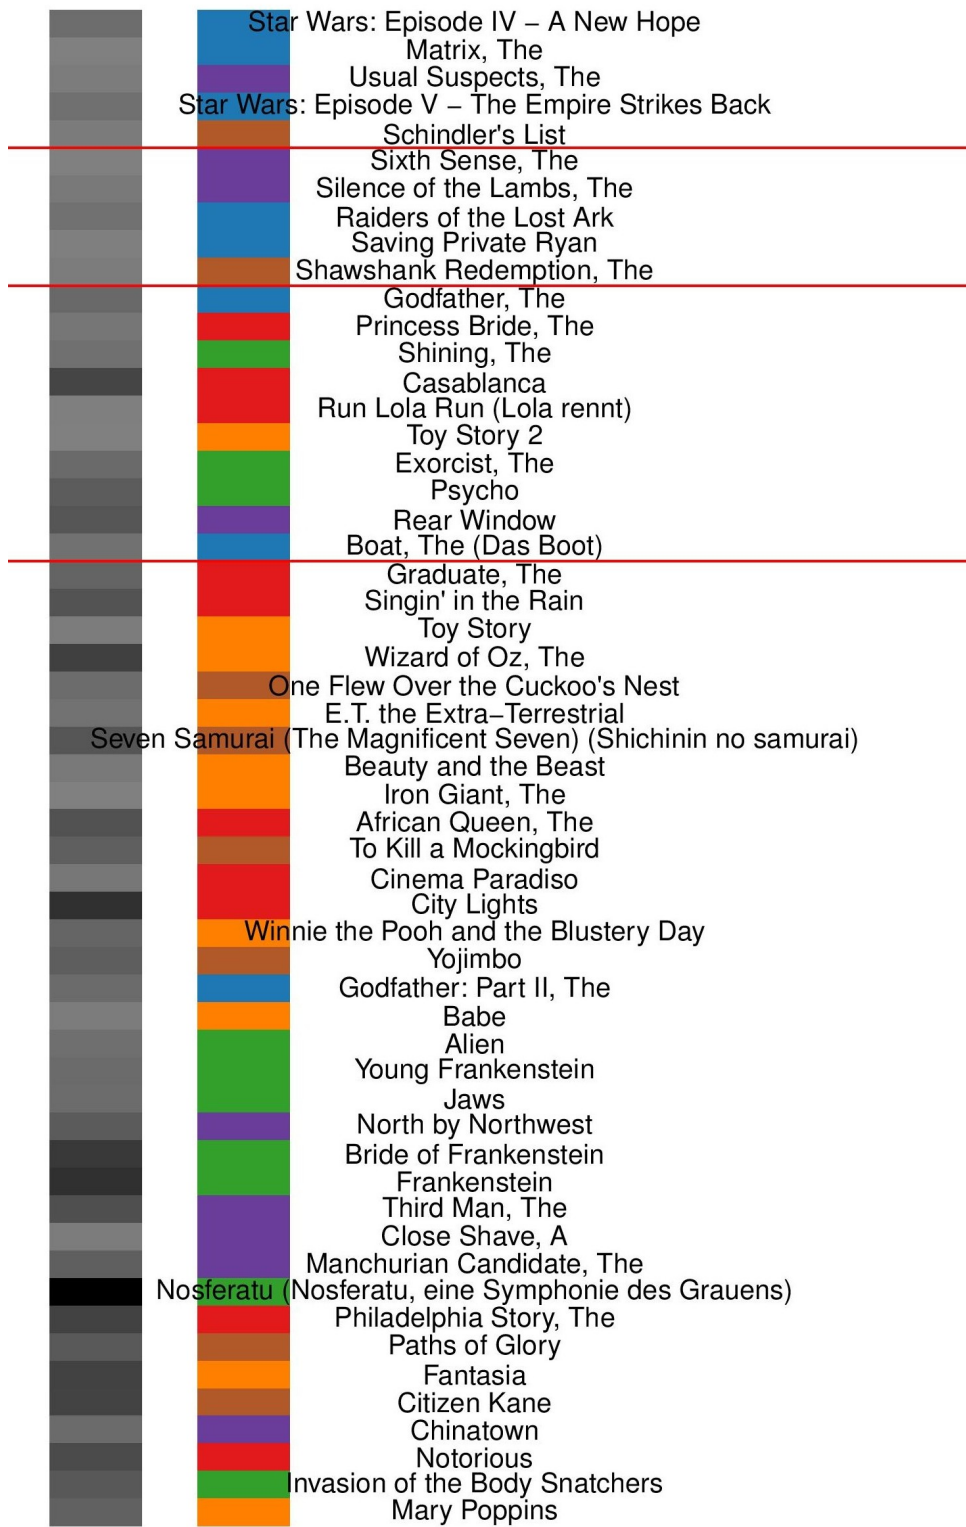 Star Wars: Episode IV − A New Hope
Matrix, The
Usual Suspects, The
Star Wars: Episode V − The Empire Strikes Back
Schindler's List
Sixth Sense, The
Silence of the Lambs, The
Raiders of the Lost Ark
Saving Private Ryan
Shawshank Redemption, The
Godfather, The
Princess Bride, The
Shining, The
Casablanca
Run Lola Run (Lola rennt)
Toy Story 2
Exorcist, The
Psycho
Rear Window
Boat, The (Das Boot)
Graduate, The
Singin' in the Rain
Toy Story
Wizard of Oz, The
One Flew Over the Cuckoo's Nest
E.T. the Extra−Terrestrial
Seven Samurai (The Magnificent Seven) (Shichinin no samurai)
Beauty and the Beast
Iron Giant, The
African Queen, The
To Kill a Mockingbird
Cinema Paradiso
City Lights
Winnie the Pooh and the Blustery Day
Yojimbo
Godfather: Part II, The
Babe
Alien
Young Frankenstein
Jaws
North by Northwest
Bride of Frankenstein
Frankenstein
Third Man, The
Close Shave, A
Manchurian Candidate, The
Nosferatu (Nosferatu, eine Symphonie des Grauens)
Philadelphia Story, The
Paths of Glory
Fantasia
Citizen Kane
Chinatown
Notorious
Invasion of the Body Snatchers
Mary Poppins